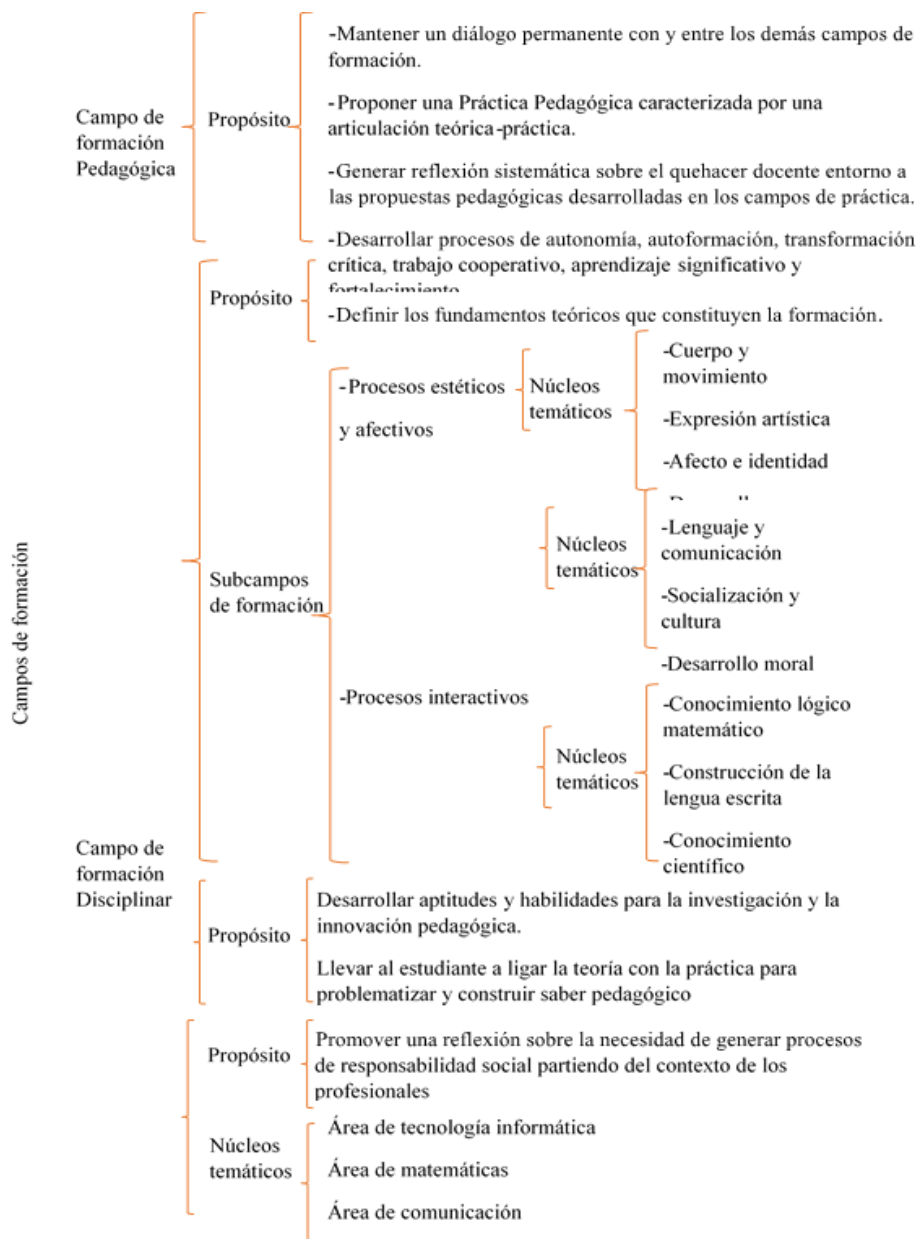 -Mantener un diálogo permanente con y entre los demás campos de
formación.
Campo de
formación
Pedagógica
Propósito
-Proponer una Práctica Pedagógica caracterizada por una
articulación teórica-práctica.
-Generar reflexión sistemática sobre el quehacer docente entorno a
las propuestas pedagógicas desarrolladas en los campos de práctica.
-Desarrollar procesos de autonomía, autoformación, transformación
crítica, trabajo cooperativo, aprendizaje significativo y
fortalecimiento
Propósito
-Definir los fundamentos teóricos que constituyen la formación.
Campos de formación
Subcampos
de formación
-Procesos estéticos
y afectivos
Núcleos
temáticos
-Cuerpo y
movimiento
-Expresión artística
-Afecto e identidad
Núcleos
temáticos
-Lenguaje y
comunicación
-Socialización y
cultura
-Desarrollo moral
-Procesos interactivos
Núcleos
temáticos
-Conocimiento lógico
matemático
-Construcción de la
lengua escrita
-Conocimiento
científico
Campo de
formación
Disciplinar
Propósito
Desarrollar aptitudes y habilidades para la investigación y la
innovación pedagógica.
Llevar al estudiante a ligar la teoría con la práctica para
problematizar y construir saber pedagógico
Propósito
Promover una reflexión sobre la necesidad de generar procesos
de responsabilidad social partiendo del contexto de los
profesionales
Núcleos
temáticos
Área de tecnología informática
Área de matemáticas
Área de comunicación